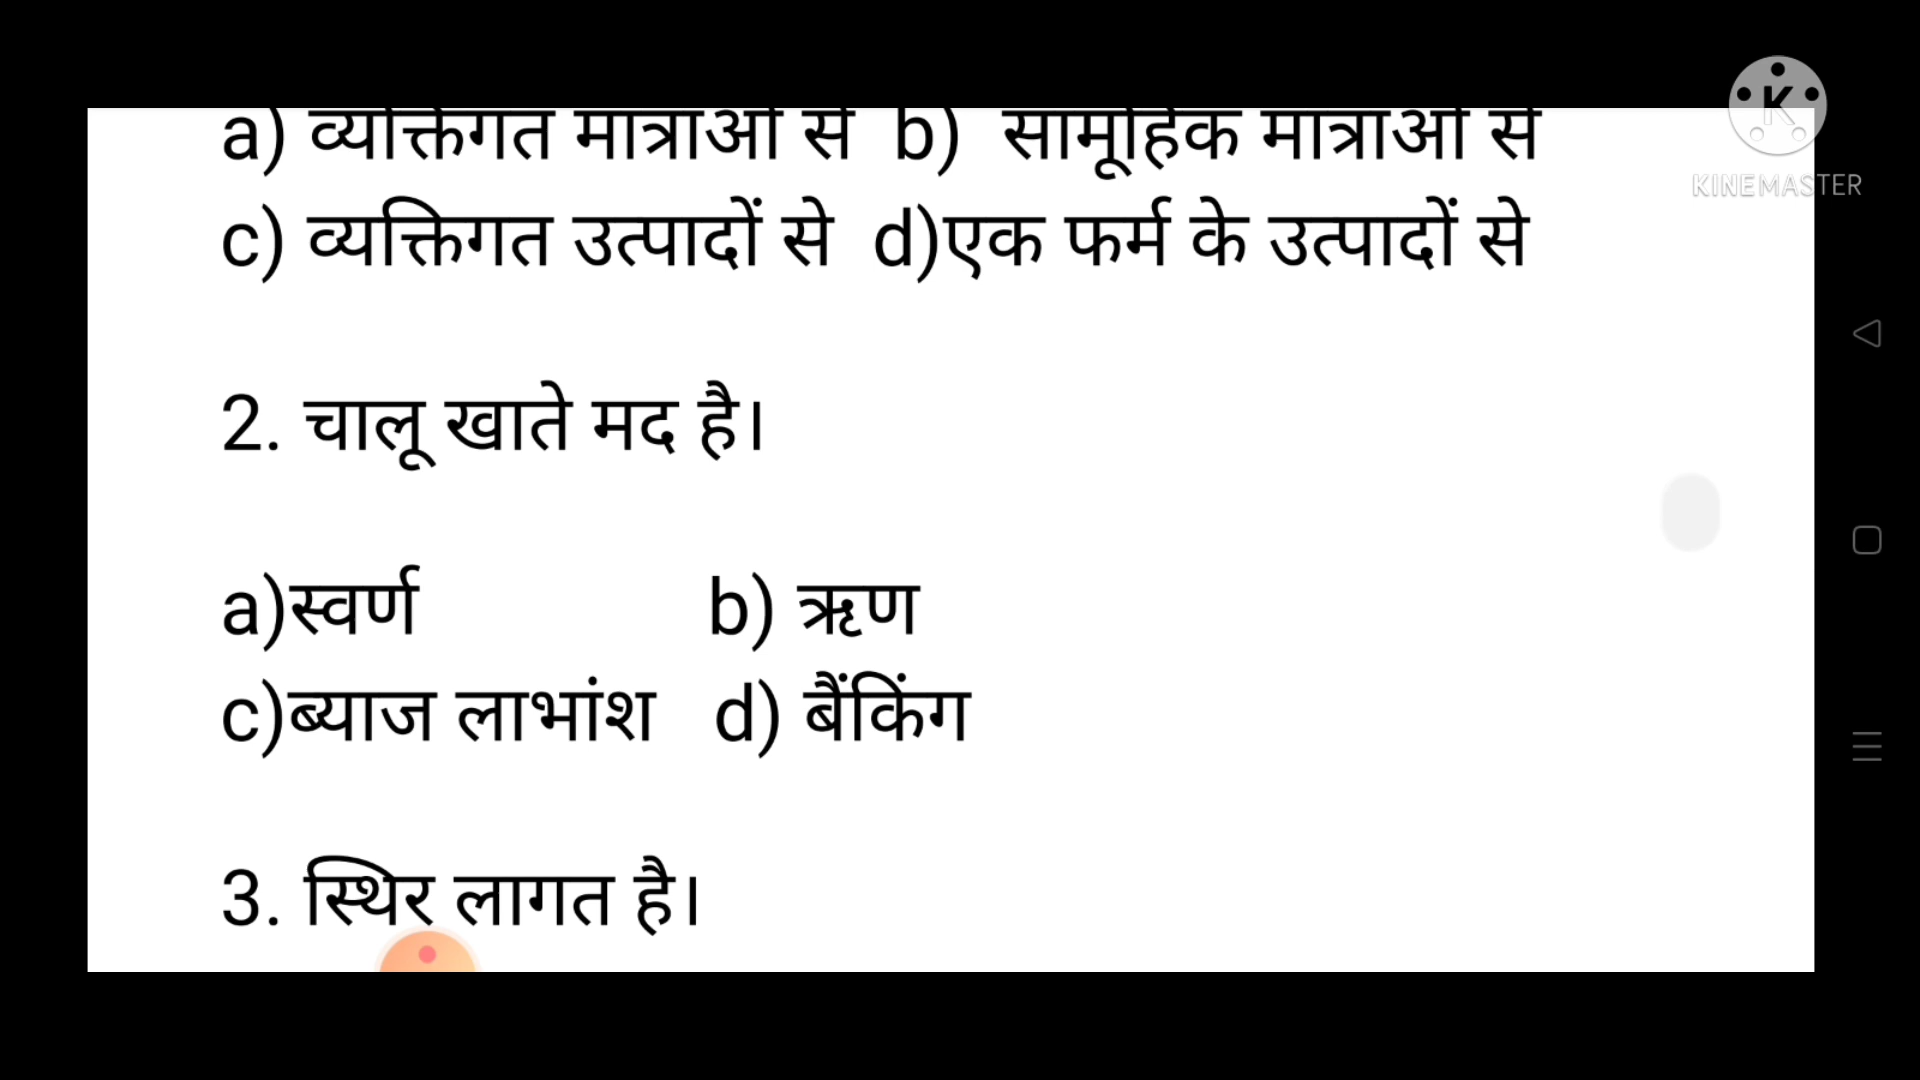 a) व्यक्तिगत मात्राओं से b) सामूहिक मात्राओं से
c) व्यक्तिगत उत्पादों से d)एक फर्म के उत्पादों से
2. चालू खाते मद है।
a)स्वर्ण b) ऋण
c)ब्याज लाभांश d) बैंकिंग
3. स्थिर लागत है।
K
KINEMASTER